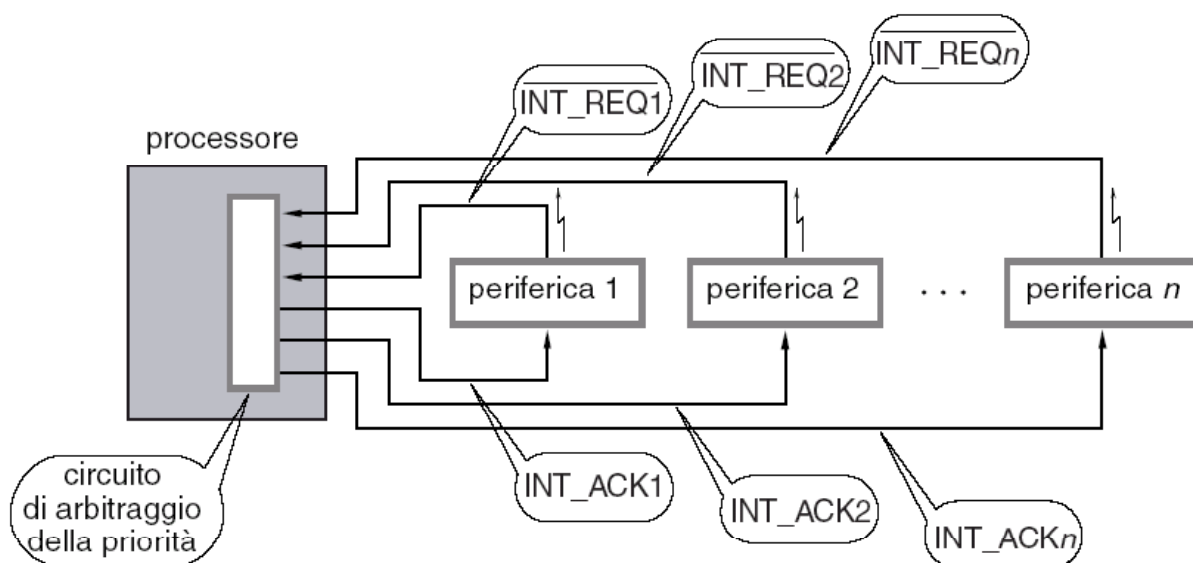 INT_REQn
INT_REQ2
INT_REQ1
processore
periferica 1
periferica 2
. . .
periferica n
circuito
di arbitraggio
della priorità
INT_ACK1
INT_ACK2
INT_ACKn